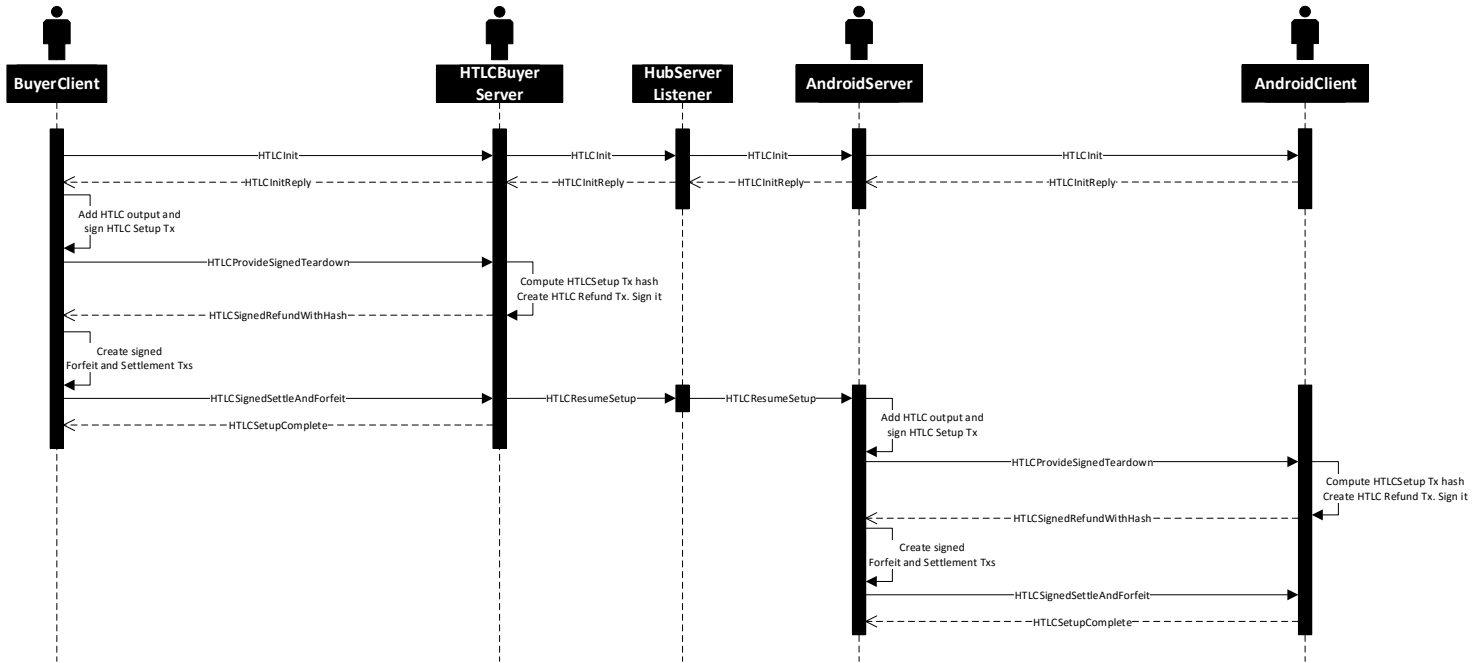 BuyerClient
HTLCBuyer
Server
HubServer
Listener
AndroidServer
AndroidClient
HTLCInit
HTLCInit
HTLCInit
HTLCInit
HTLCInitReply
HTLCInitReply
HTLCInitReply
HTLCInitReply
Add HTLC output and
sign HTLC Setup Tx
HTLCProvideSignedTeardown
Compute HTLCSetup Tx hash
Create HTLC Refund Tx. Sign it
HTLCSignedRefundWithHash
Create signed
Forfeit and Settlement Txs
HTLCSignedSettleAndForfeit
HTLCResumeSetup
HTLCResumeSetup
HTLCSetupComplete
Add HTLC output and
sign HTLC Setup Tx
HTLCProvideSignedTeardown
Compute HTLCSetup Tx hash
Create HTLC Refund Tx. Sign it
HTLCSignedRefundWithHash
Create signed
Forfeit and Settlement Txs
HTLCSignedSettleAndForfeit
HTLCSetupComplete